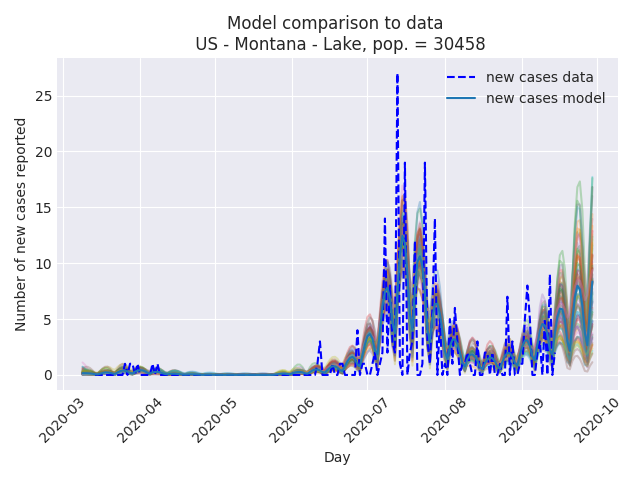 Model comparison to data
US - Montana - Lake, pop. = 30458
new cases data
new cases model
Number of new cases reported
25
20
15
10
5
0
2020-03
2020-04
2020-05
2020-06
2020-07
2020-08
2020-09
2020-10
Day